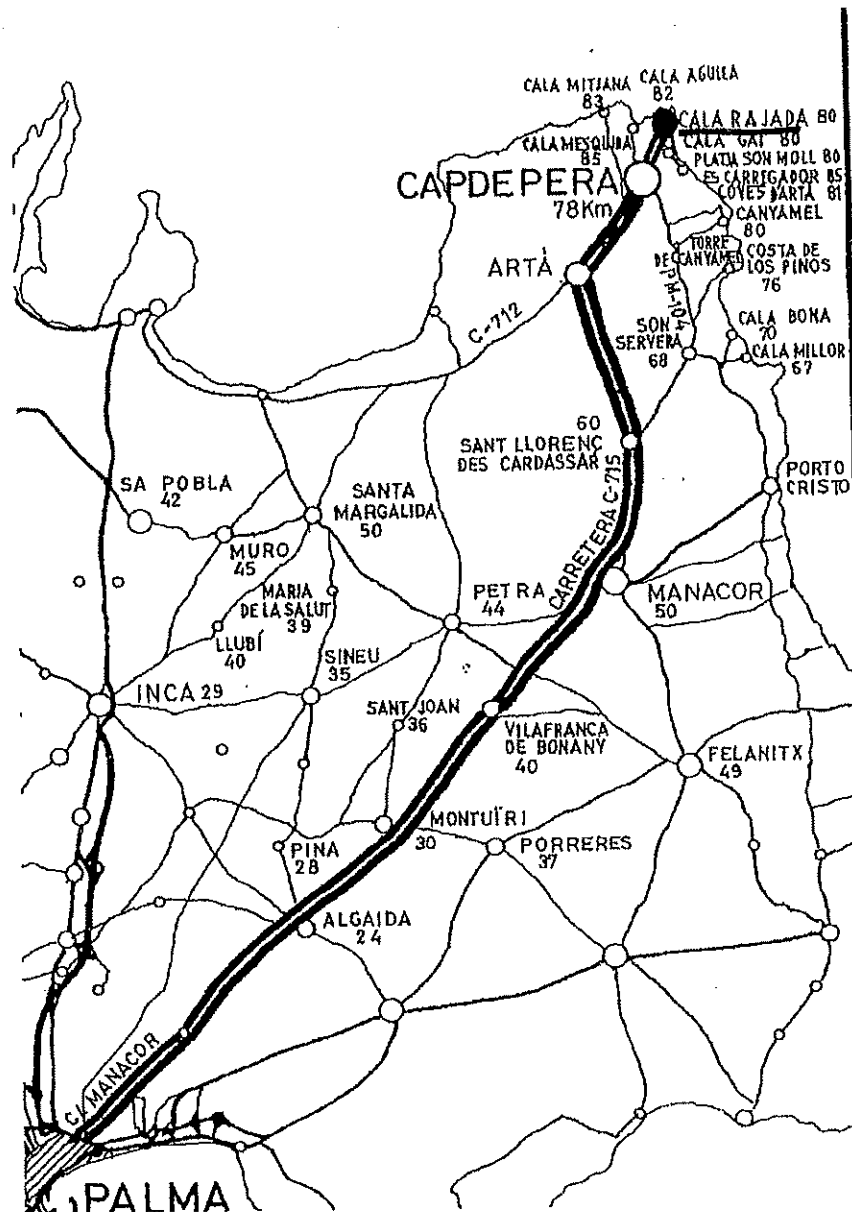 CALA MITJANA
83
CALA AGUILA
82
CALA RAJADA 80
CALA GAT 80
PLATJA SON MOLL 80
ES CARREGADOR 85
COVES D'ARTA 81
CALA MESQUIDA
85
CAPDEPERA
78Km
CANYAMEL
80
TORRE
DE CANYAMEL
COSTA DE
LOS PINOS
76
ARTÁ
C-712
SON
SERVERA
68
CALA BONA
70
CALA MILLOR
67
60
SANT LLORENÇ
DES CARDASSAR
CARRETERA C-715
PORTO
CRISTO
SA POBLA
42
SANTA
MARGALIDA
50
MURO
45
MARIA
DE LA SALUT
39
LLUBÍ
40
PETRA
44
MANACOR
50
SINEU
35
INCA 29
SANT JOAN
36
VILAFRANCA
DE BONANY
40
FELANITX
49
MONTUÏRI
30
PINA
28
PORRERES
37
ALGAIDA
24
C/ MANACOR
PALMA